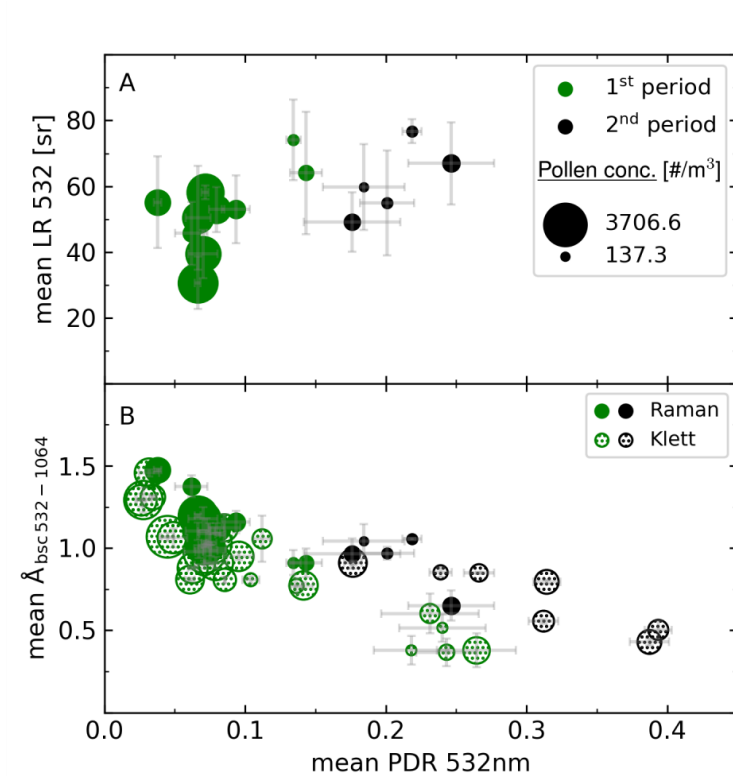 A
1st period
2nd period
Pollen conc. [#/m3]
3706.6
137.3
80
60
40
20
mean LR 532 [sr]
B
Raman
Klett
1.5
1.0
0.5
mean Åbsc 532 − 1064
0.0 0.1 0.2 0.3 0.4
mean PDR 532nm